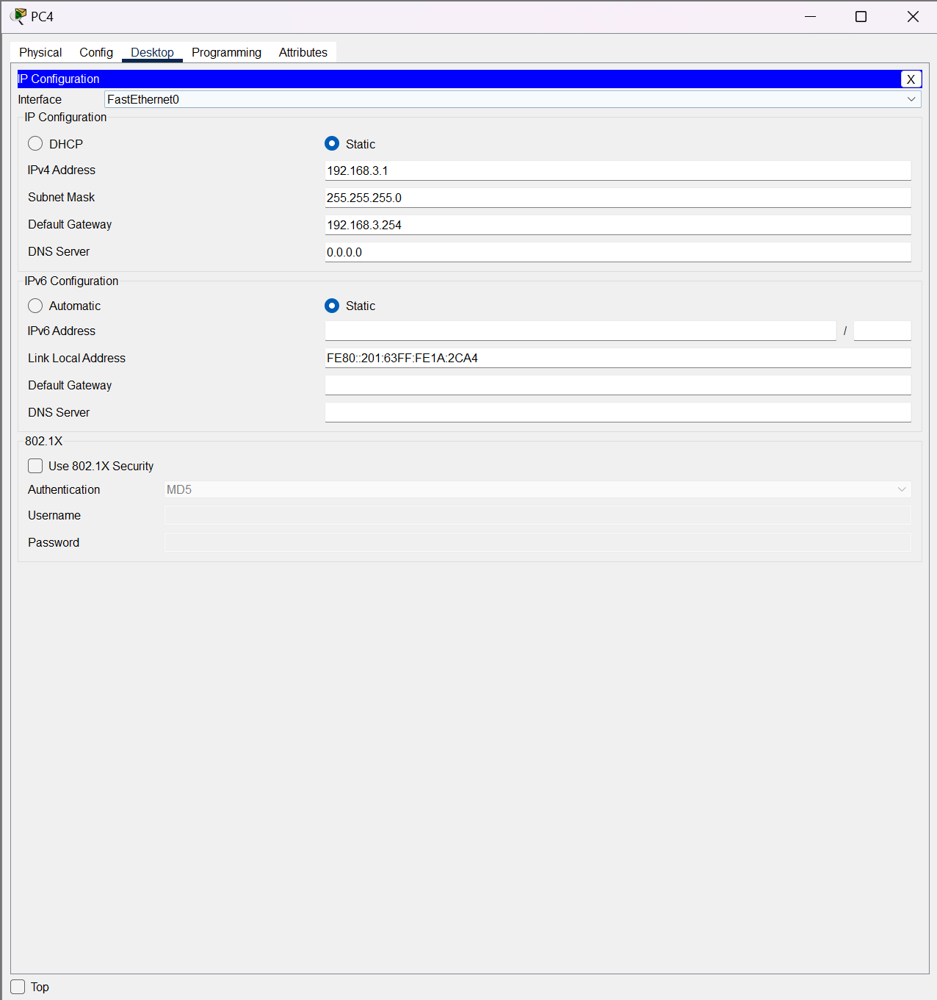 PC4
Physical Config Desktop Programming Attributes
IP Configuration X
Interface FastEthernet0
IP Configuration
DHCP Static
IPv4 Address 192.168.3.1
Subnet Mask 255.255.255.0
Default Gateway 192.168.3.254
DNS Server 0.0.0.0
IPv6 Configuration
Automatic Static
IPv6 Address /
Link Local Address FE80::201:63FF:FE1A:2CA4
Default Gateway
DNS Server
802.1X
Use 802.1X Security
Authentication MD5
Username
Password
Top